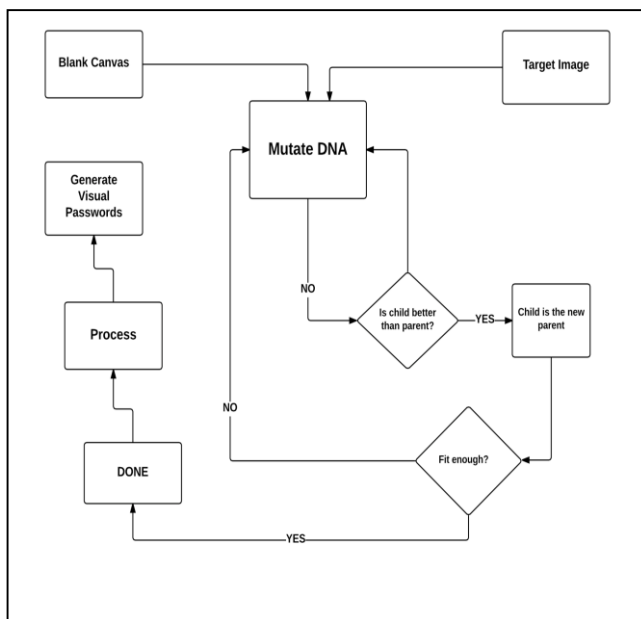 Blank Canvas
Target Image
Mutate DNA
Generate
Visual
Passwords
NO
Is child better
than parent?
YES
Child is the new
parent
Process
NO
Fit enough?
DONE
YES